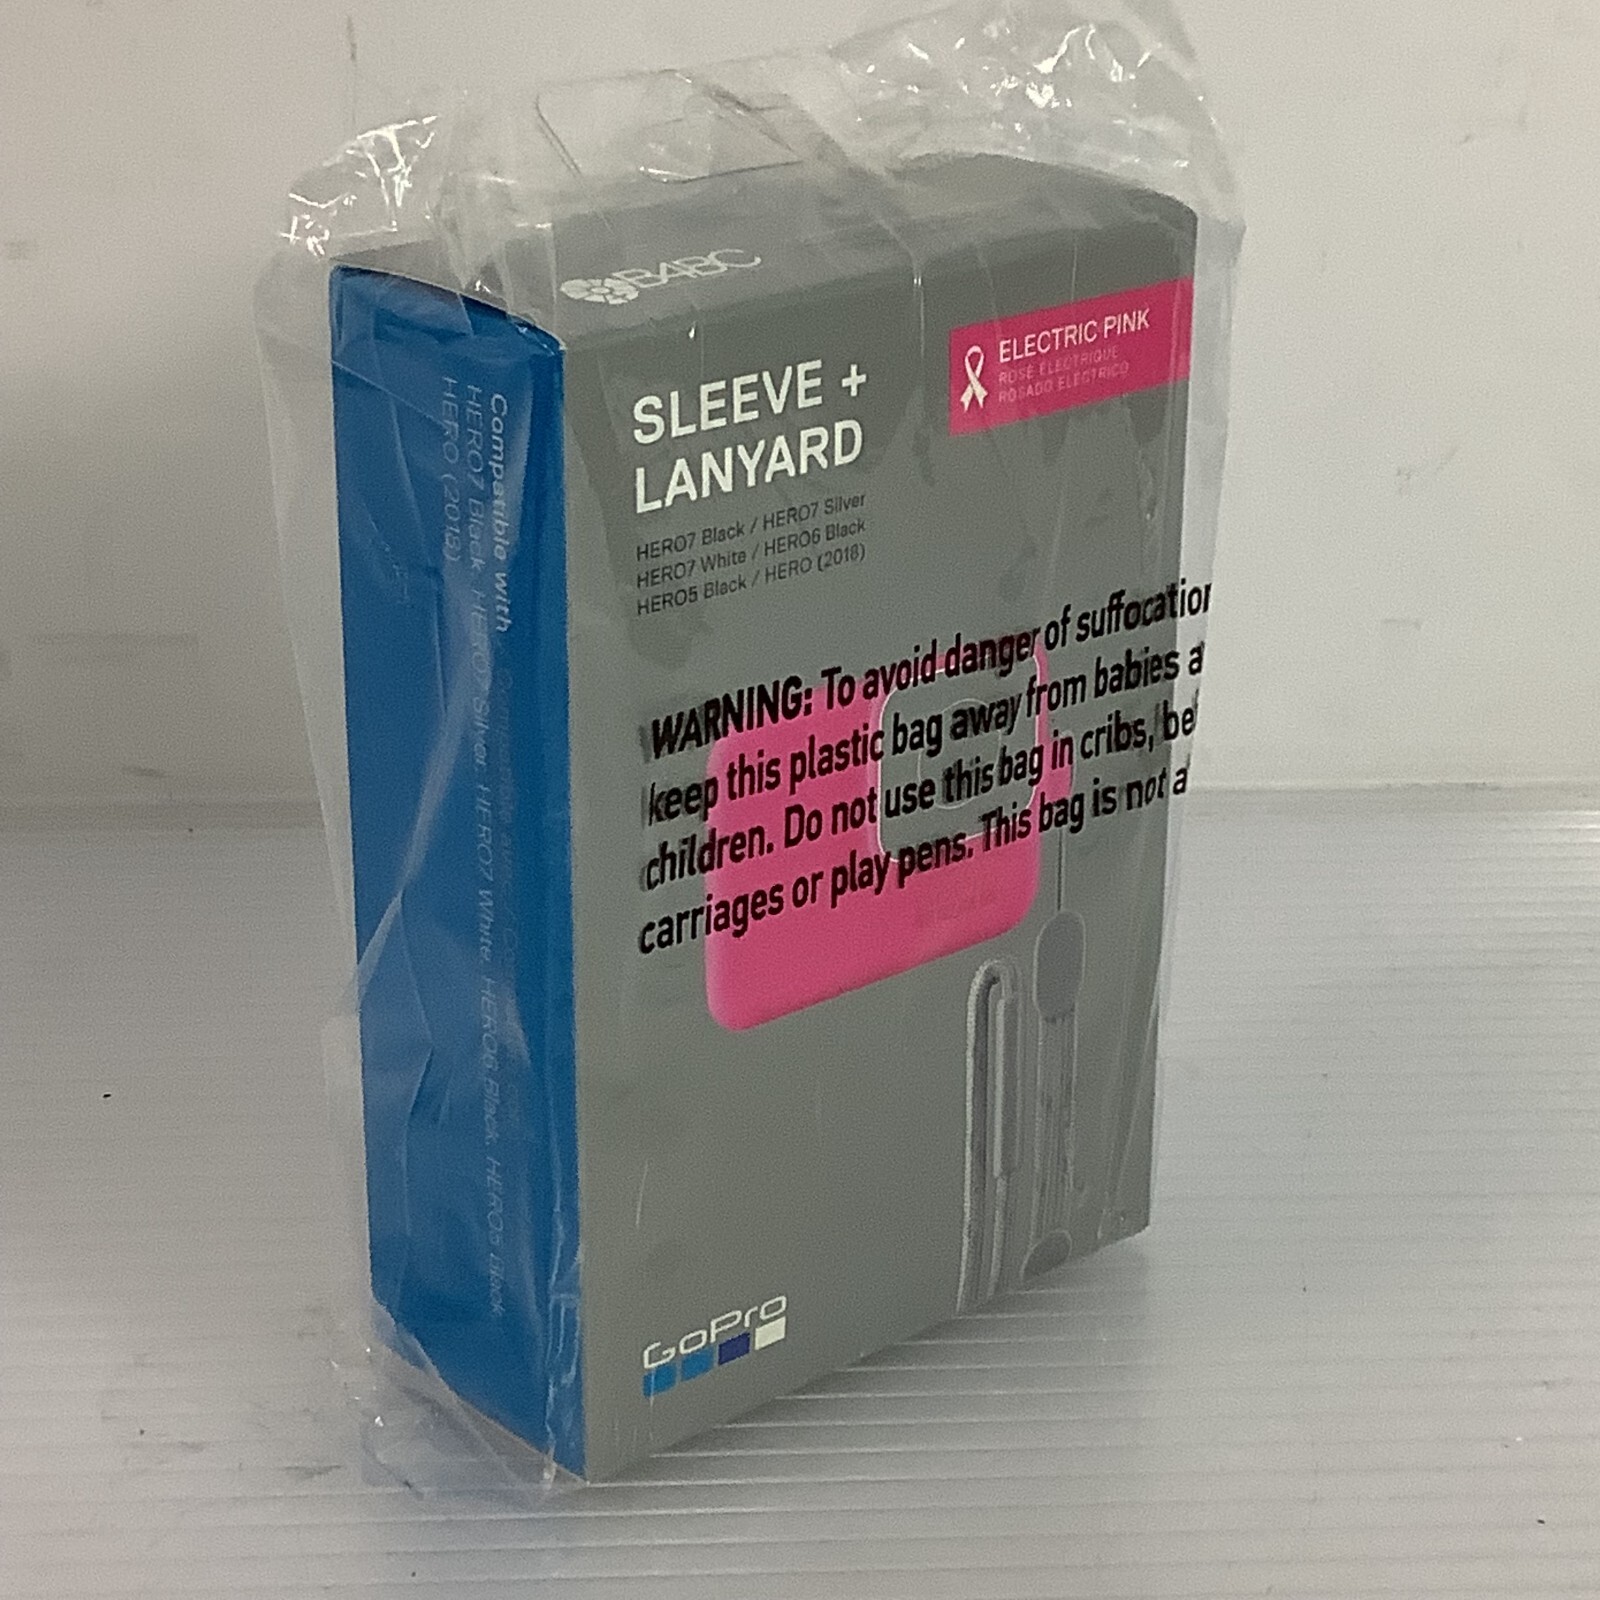 B4BC
ELECTRIC PINK
ROSE ÉLECTRIQUE
ROSADO ELÉCTRICO
SLEEVE +
LANYARD
HERO7 Black / HERO7 Silver
HERO7 White / HERO6 Black
HERO5 Black / HERO (2018)
WARNING: To avoid danger of suffocation
keep this plastic bag away from babies a
children. Do not use this bag in cribs, be
carriages or play pens. This bag is not a
GoPro
Compatible with
HERO7 Black, HERO7 Silver, HERO7 White, HERO6 Black, HERO5 Black
HERO (2018)